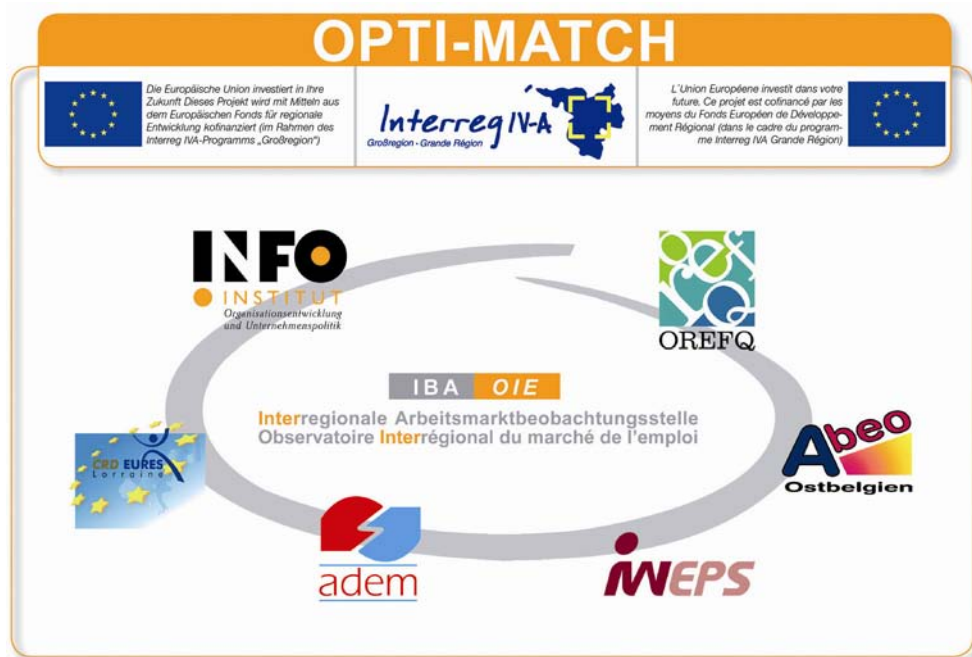 OPTI-MATCH
Die Europäische Union investiert in Ihre
Zukunft Dieses Projekt wird mit Mitteln aus
dem Europäischen Fonds für regionale
Entwicklung kofinanziert (im Rahmen des
Interreg IVA-Programms „Großregion“)
Interreg IV-A
Großregion - Grande Région
L´Union Européene investit dans votre
future. Ce projet est cofinancé par les
moyens du Fonds Européen de Développe-
ment Régional (dans le cadre du program-
me Interreg IVA Grande Région)
INFO
INSTITUT
Organisationsentwicklung
und Unternehmenspolitik
OREFQ
IBA OIE
Interregionale Arbeitsmarktbeobachtungsstelle
Observatoire Interrégional du marché de l'emploi
CRD EURES
Lorraine
Abeo
Ostbelgien
adem
iWEPS